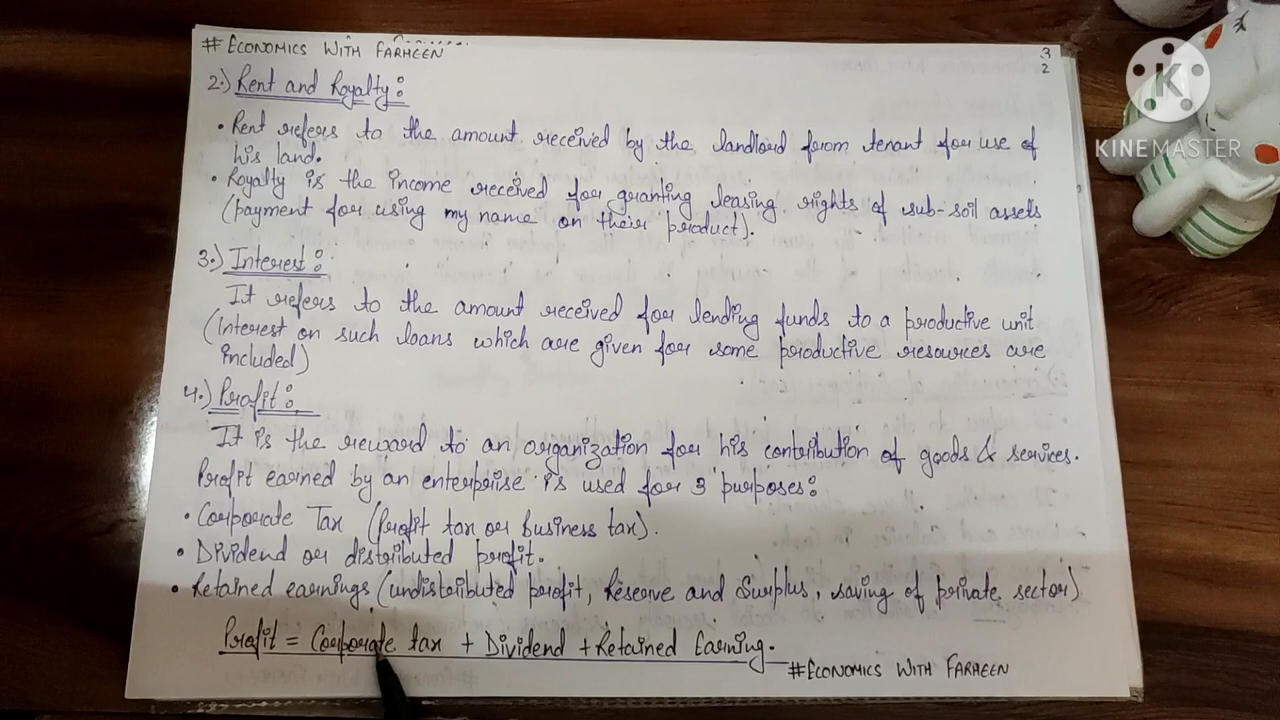 # ECONOMICS WITH FARHEEN
3
2
2.) Rent and Royalty:
• Rent refers to the amount received by the landlord from tenant for use of
his land.
• Royalty is the income received for granting leasing rights of sub-soil assets
(payment for using my name on their product).
3.) Interest:
It refers to the amount received for lending funds to a productive unit
(Interest on such loans which are given for some productive resources are
included)
4.) Profit:
It is the reward to an organization for his contribution of goods & services.
Profit earned by an enterprise is used for 3 purposes:
• Corporate Tax (Profit tax or Business tax).
• Dividend or distributed profit.
• Retained earnings (undistributed profit, Reserve and Surplus, saving of private sector)
Profit = Corporate tax + Dividend + Retained Earning.
# ECONOMICS WITH FARHEEN
K
KINEMASTER